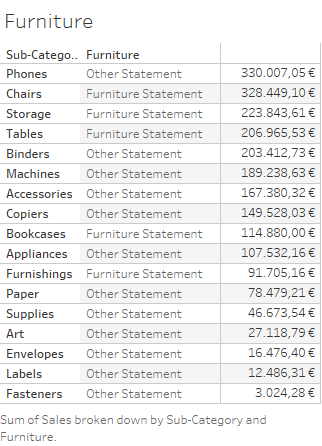 Furniture
Sub-Catego.. Furniture
Phones Other Statement 330.007,05 €
Chairs Furniture Statement 328.449,10 €
Storage Furniture Statement 223.843,61 €
Tables Furniture Statement 206.965,53 €
Binders Other Statement 203.412,73 €
Machines Other Statement 189.238,63 €
Accessories Other Statement 167.380,32 €
Copiers Other Statement 149.528,03 €
Bookcases Furniture Statement 114.880,00 €
Appliances Other Statement 107.532,16 €
Furnishings Furniture Statement 91.705,16 €
Paper Other Statement 78.479,21 €
Supplies Other Statement 46.673,54 €
Art Other Statement 27.118,79 €
Envelopes Other Statement 16.476,40 €
Labels Other Statement 12.486,31 €
Fasteners Other Statement 3.024,28 €
Sum of Sales broken down by Sub-Category and
Furniture.